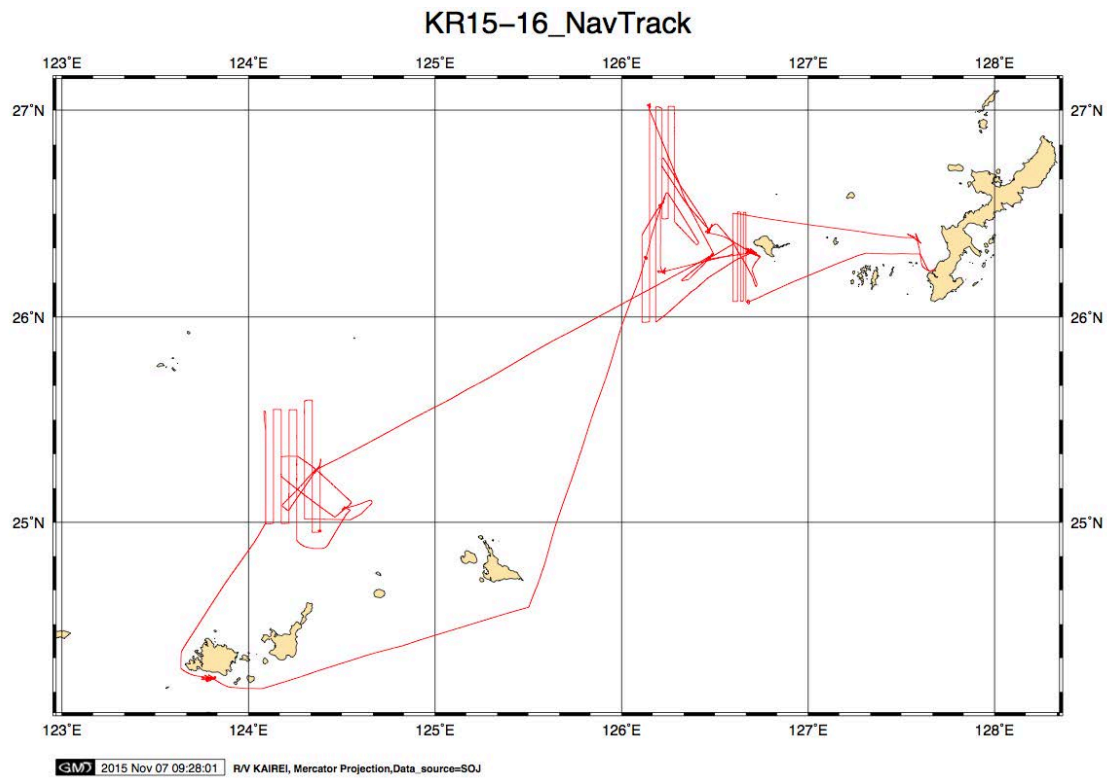 KR15−16_NavTrack
123˚E 124˚E 125˚E 126˚E 127˚E 128˚E
27˚N 27˚N
26˚N 26˚N
25˚N 25˚N
123˚E 124˚E 125˚E 126˚E 127˚E 128˚E
GMD 2015 Nov 07 09:28:01 R/V KAIREI, Mercator Projection,Data_source=SOJ